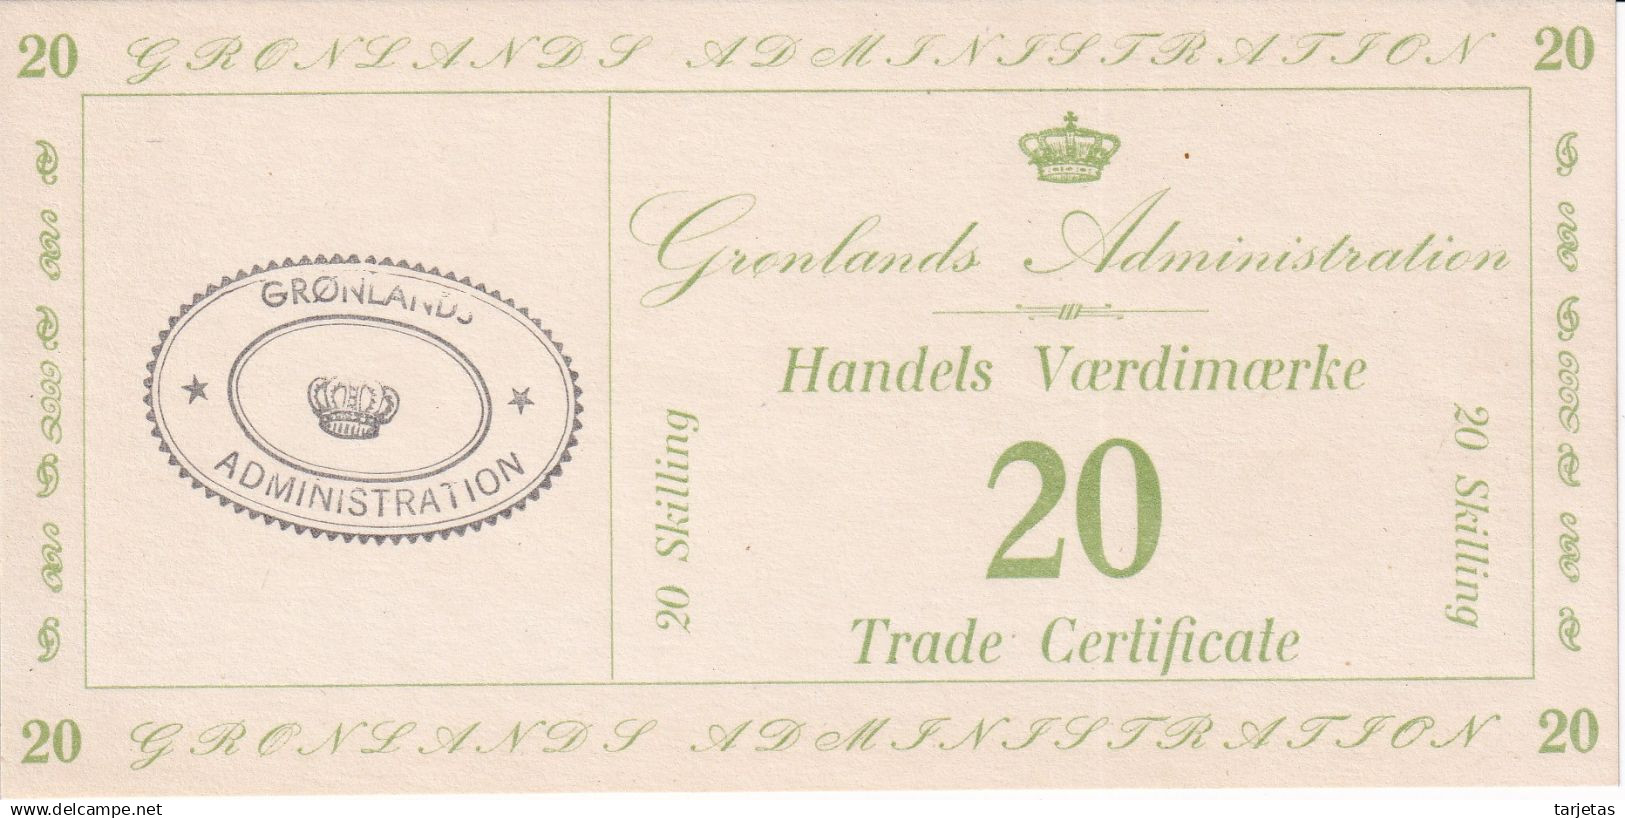 20 GRØNLANDS ADMINISTRATION 20
GRØNLANDS
ADMINISTRATION
Grønlands Administration
Handels Værdimærke
20 Skilling
20
20 Skilling
Trade Certificate
20 GRØNLANDS ADMINISTRATION 20
www.delcampe.net
tarjetas